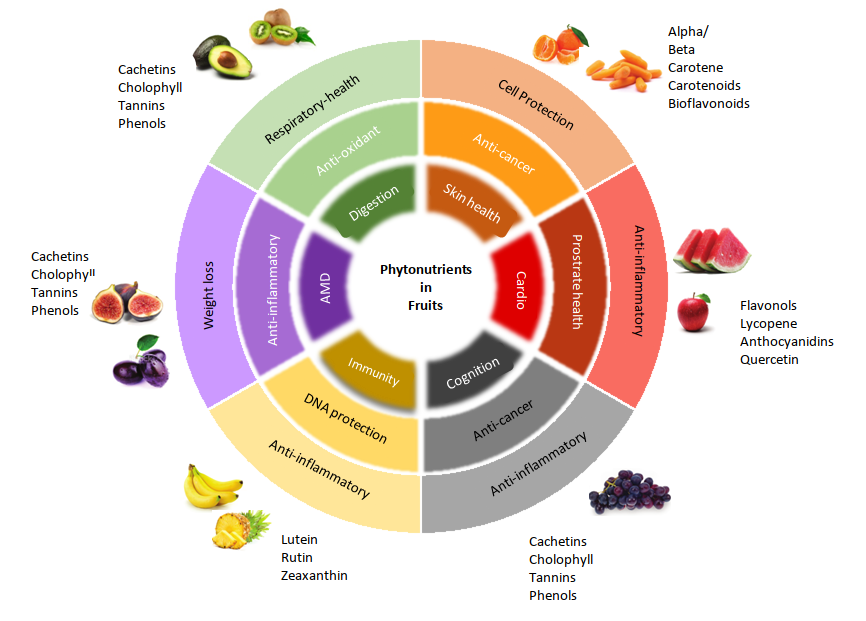 Alpha/
Beta
Carotene
Carotenoids
Bioflavonoids
Cachetins
Cholophyll
Tannins
Phenols
Respiratory-health
Cell Protection
Anti-oxidant
Anti-cancer
Digestion
Skin health
Weight loss
Anti-inflammatory
AMD
Phytonutrients
in
Fruits
Cardio
Prostrate health
Anti-inflammatory
Cachetins
Cholophyll
Tannins
Phenols
Flavonols
Lycopene
Anthocyanidins
Quercetin
Immunity
Cognition
DNA protection
Anti-cancer
Anti-inflammatory
Anti-inflammatory
Lutein
Rutin
Zeaxanthin
Cachetins
Cholophyll
Tannins
Phenols